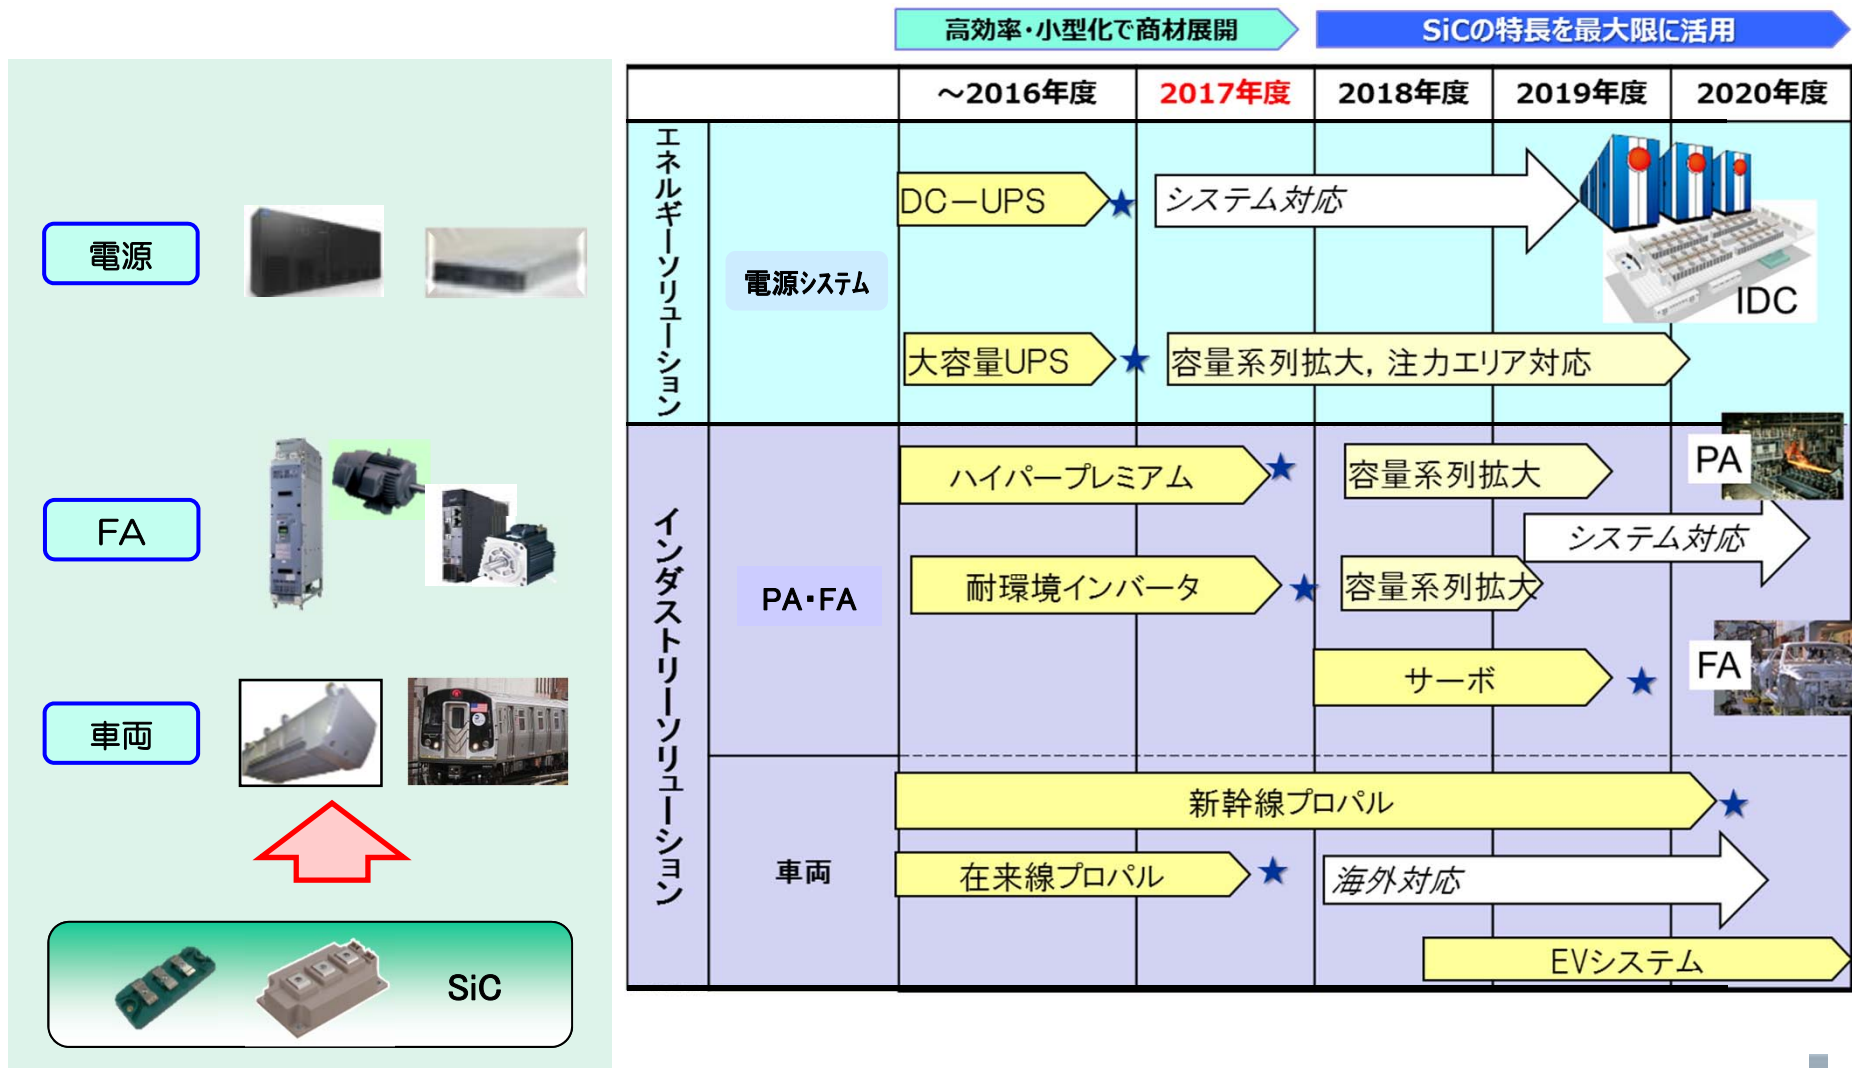 高効率・小型化で商材展開
SiCの特長を最大限に活用
～2016年度
2017年度
2018年度
2019年度
2020年度
電源
FA
車両
SiC
エネルギーソリューション
電源システム
DC－UPS
システム対応
IDC
大容量UPS
容量系列拡大，注力エリア対応
インダストリーソリューション
PA・FA
ハイパープレミアム
容量系列拡大
PA
システム対応
耐環境インバータ
容量系列拡大
サーボ
FA
車両
新幹線プロパル
在来線プロパル
海外対応
EVシステム